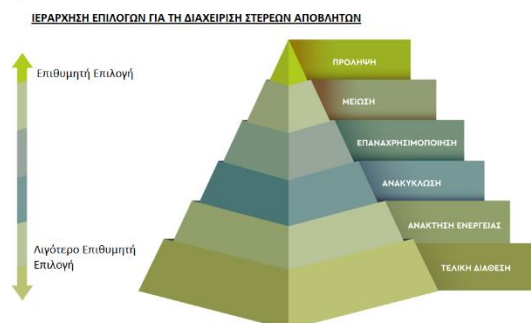 ΙΕΡΑΡΧΗΣΗ ΕΠΙΛΟΓΩΝ ΓΙΑ ΤΗ ΔΙΑΧΕΙΡΙΣΗ ΣΤΕΡΕΩΝ ΑΠΟΒΛΗΤΩΝ
Επιθυμητή Επιλογή
ΠΡΟΛΗΨΗ
ΜΕΙΩΣΗ
ΕΠΑΝΑΧΡΗΣΙΜΟΠΟΙΗΣΗ
ΑΝΑΚΥΚΛΩΣΗ
ΑΝΑΚΤΗΣΗ ΕΝΕΡΓΕΙΑΣ
Λιγότερο Επιθυμητή
Επιλογή
ΤΕΛΙΚΗ ΔΙΑΘΕΣΗ